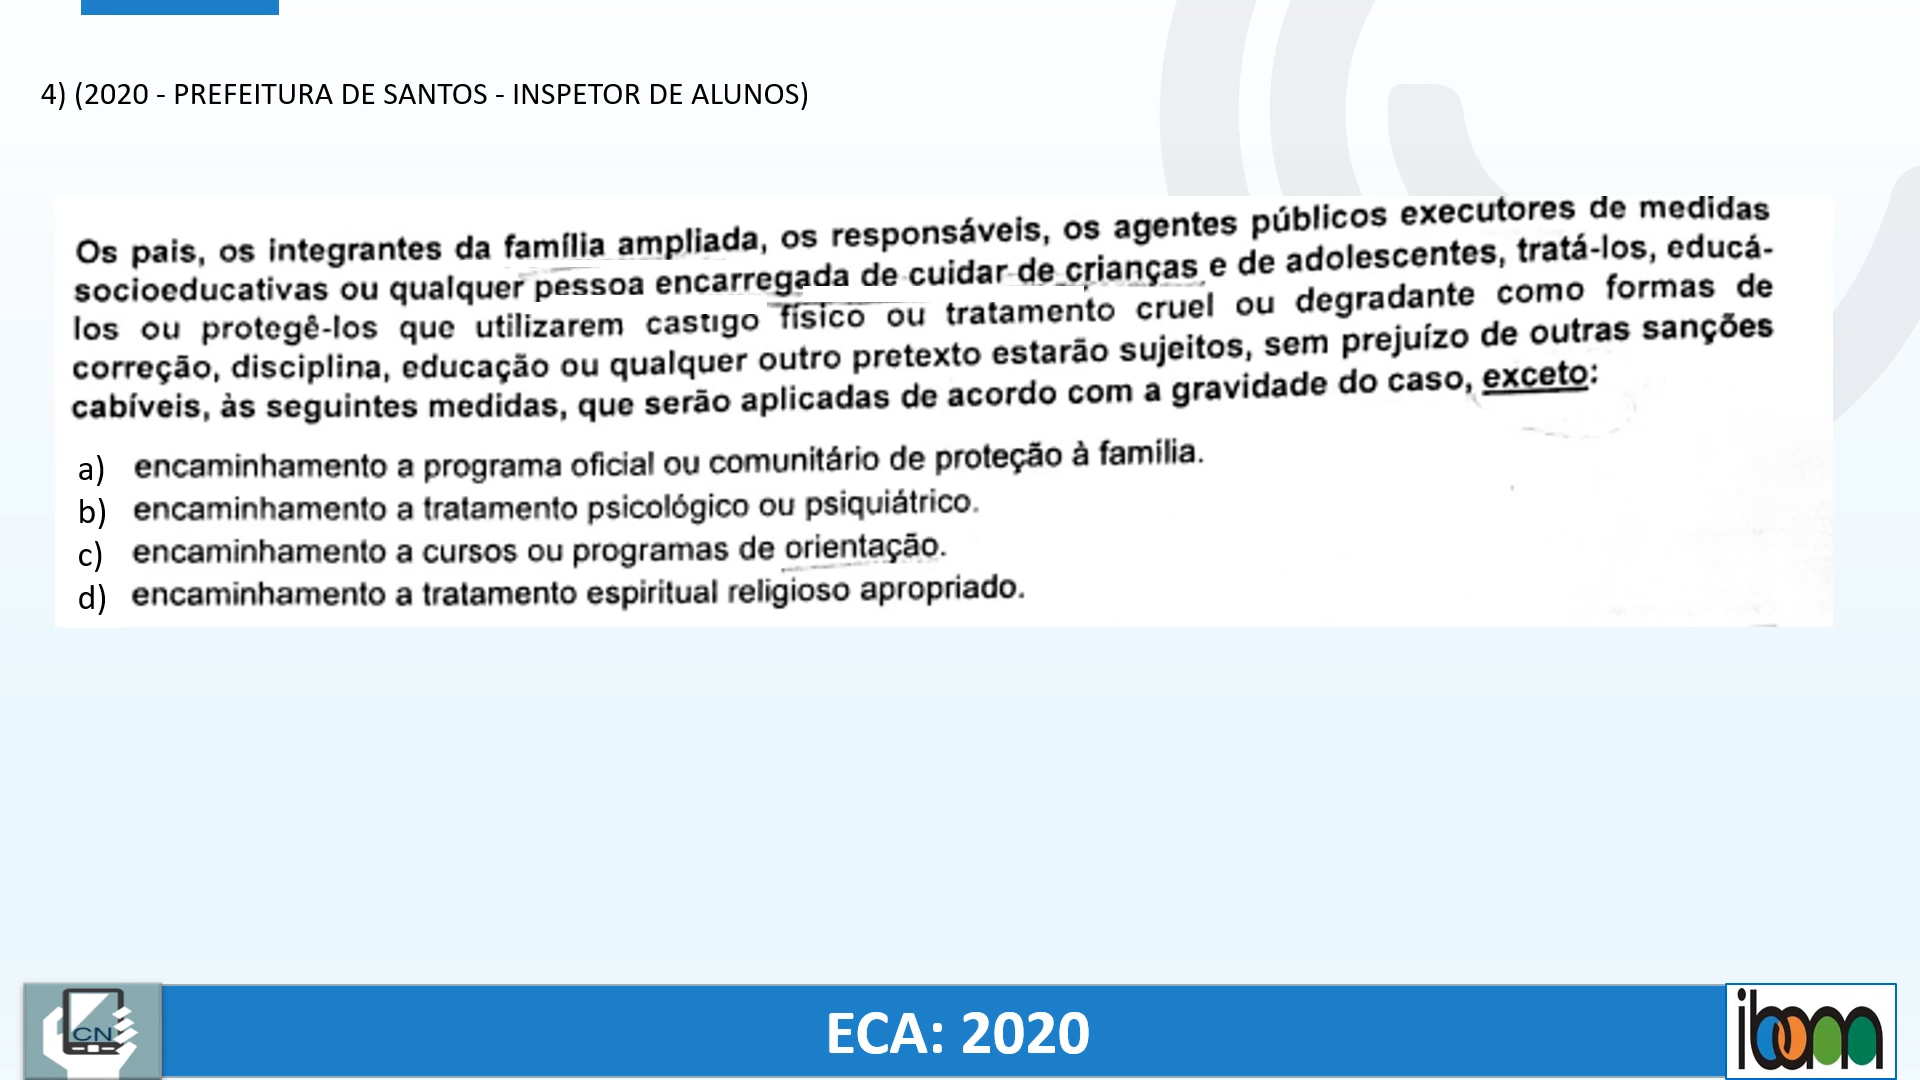 4) (2020 - PREFEITURA DE SANTOS - INSPETOR DE ALUNOS)
Os pais, os integrantes da família ampliada, os responsáveis, os agentes públicos executores de medidas
socioeducativas ou qualquer pessoa encarregada de cuidar de crianças e de adolescentes, tratá-los, educá-
los ou protegê-los que utilizarem castigo físico ou tratamento cruel ou degradante como formas de
correção, disciplina, educação ou qualquer outro pretexto estarão sujeitos, sem prejuízo de outras sanções
cabíveis, às seguintes medidas, que serão aplicadas de acordo com a gravidade do caso, exceto:
a) encaminhamento a programa oficial ou comunitário de proteção à família.
b) encaminhamento a tratamento psicológico ou psiquiátrico.
c) encaminhamento a cursos ou programas de orientação.
d) encaminhamento a tratamento espiritual religioso apropriado.
CN
ECA: 2020
ibam